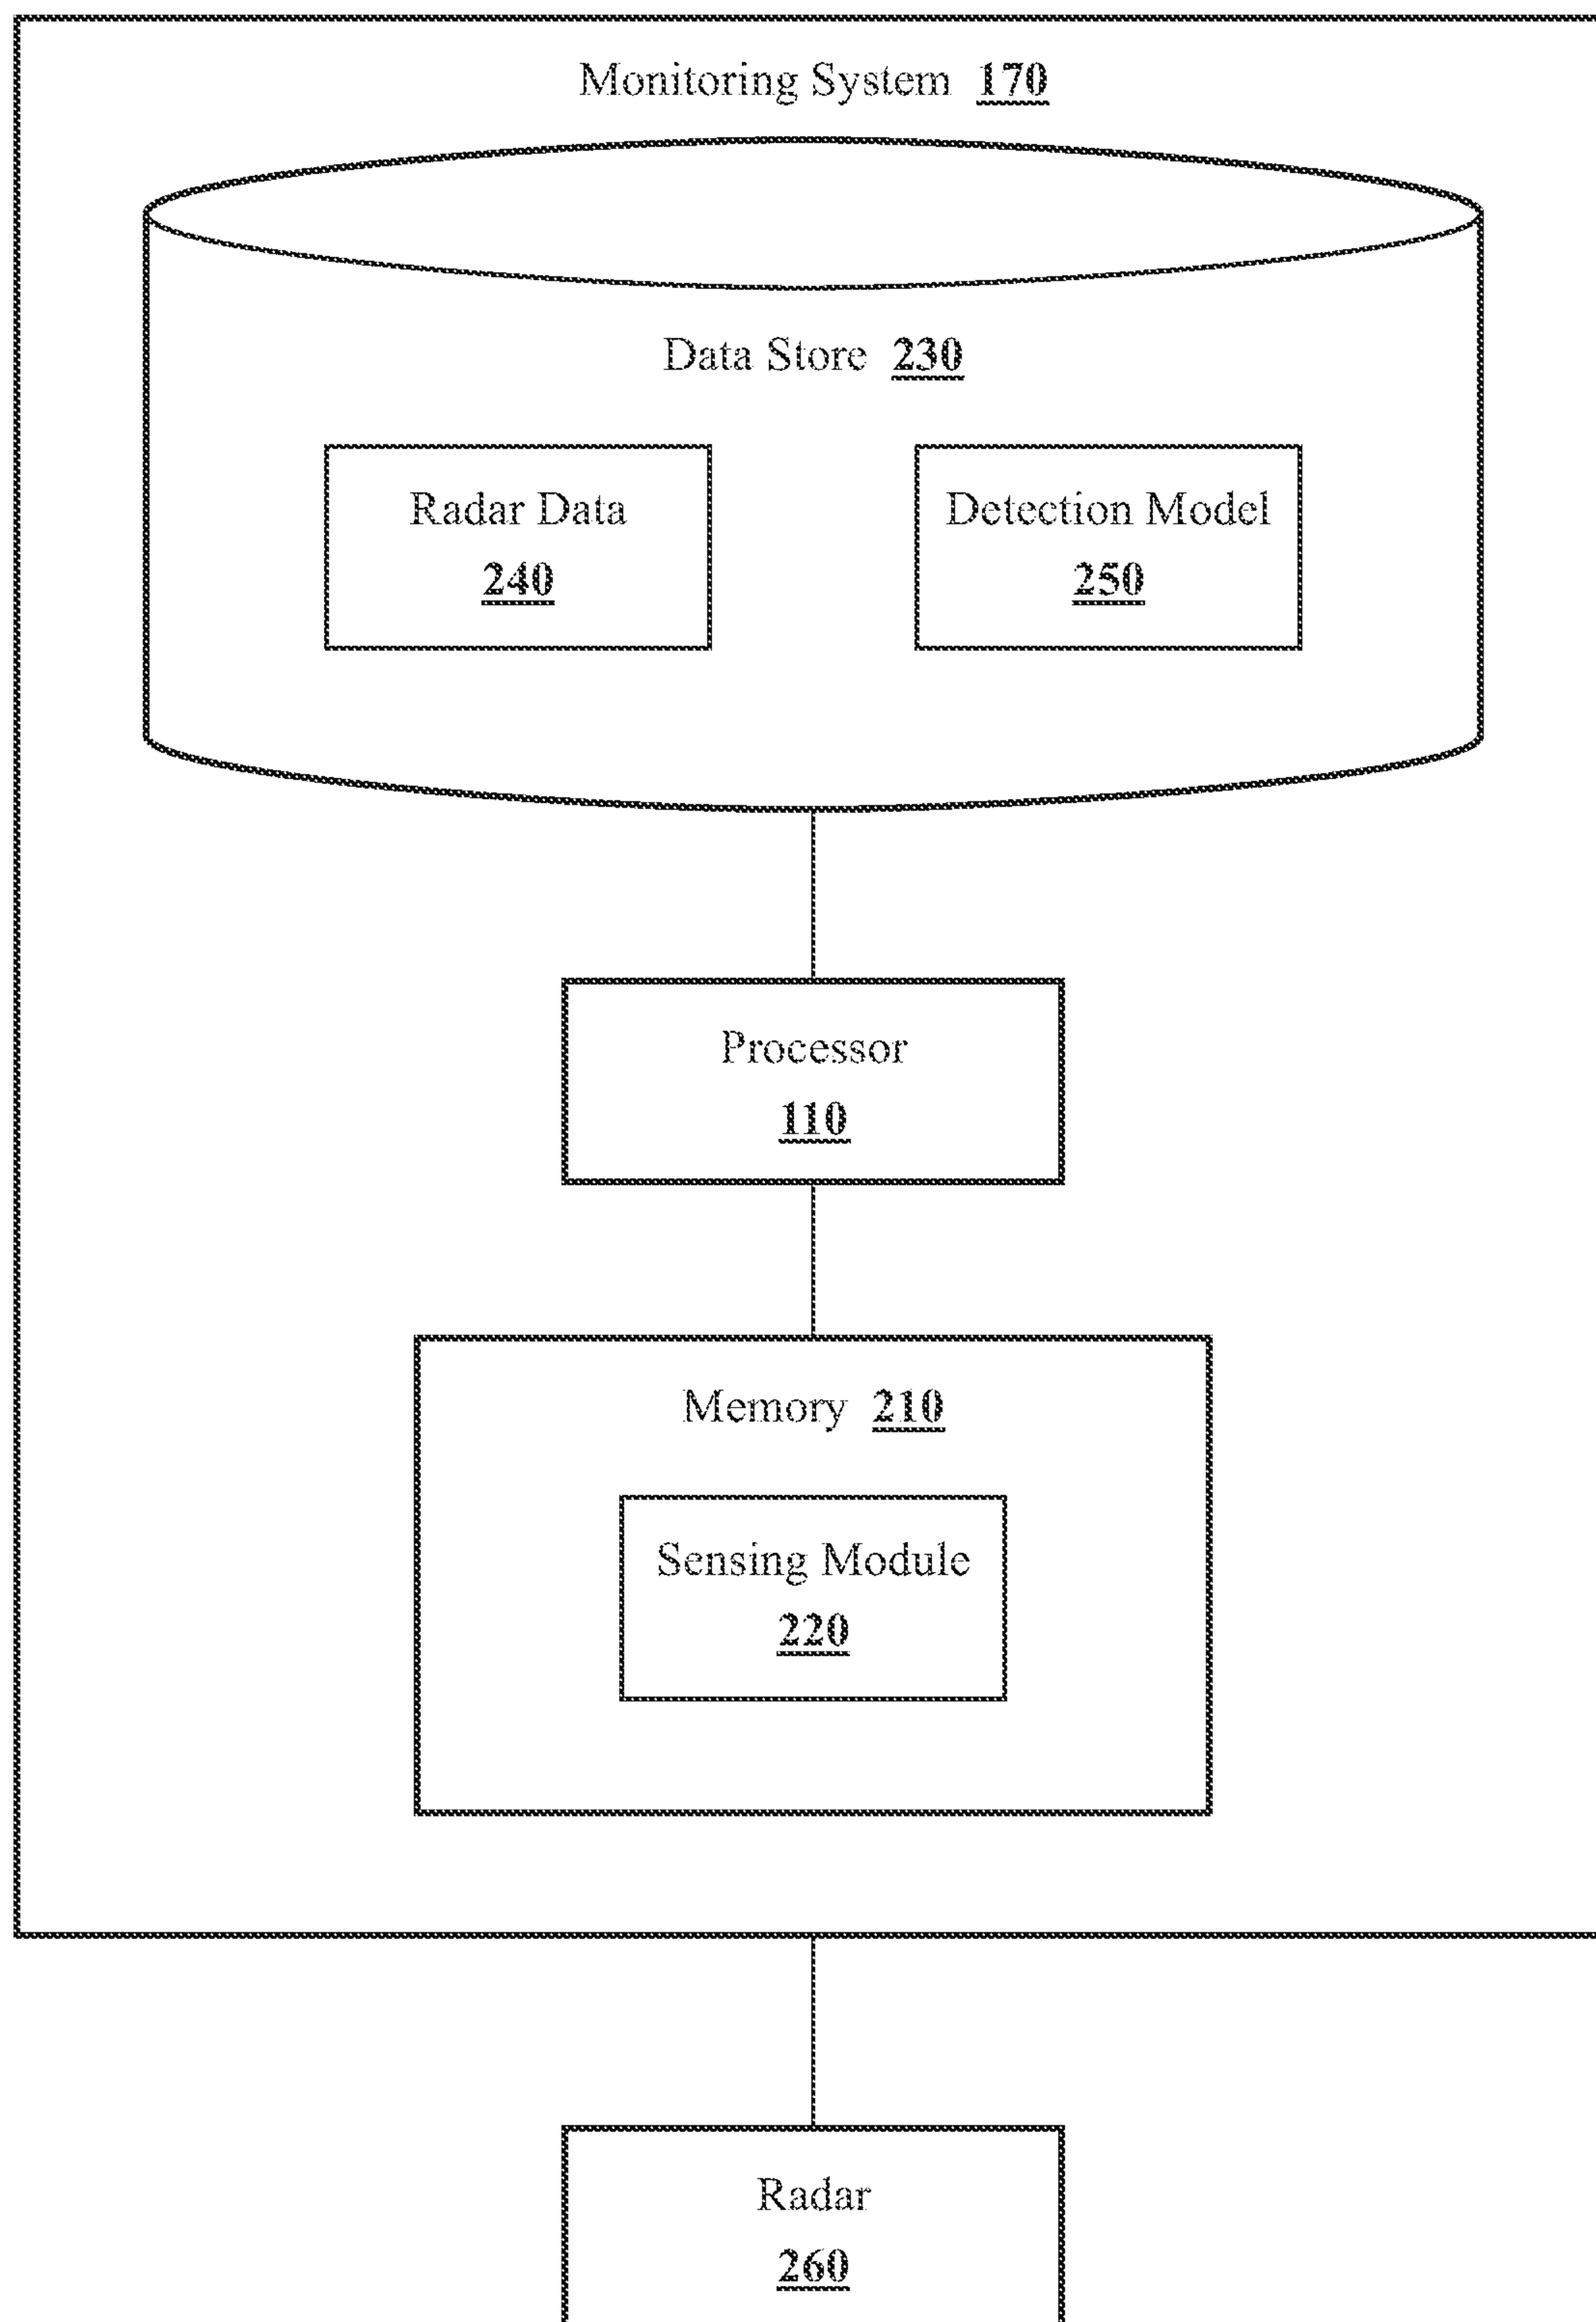 Monitoring System 170
Data Store 230
Radar Data
240
Detection Model
250
Processor
110
Memory 210
Sensing Module
220
Radar
260